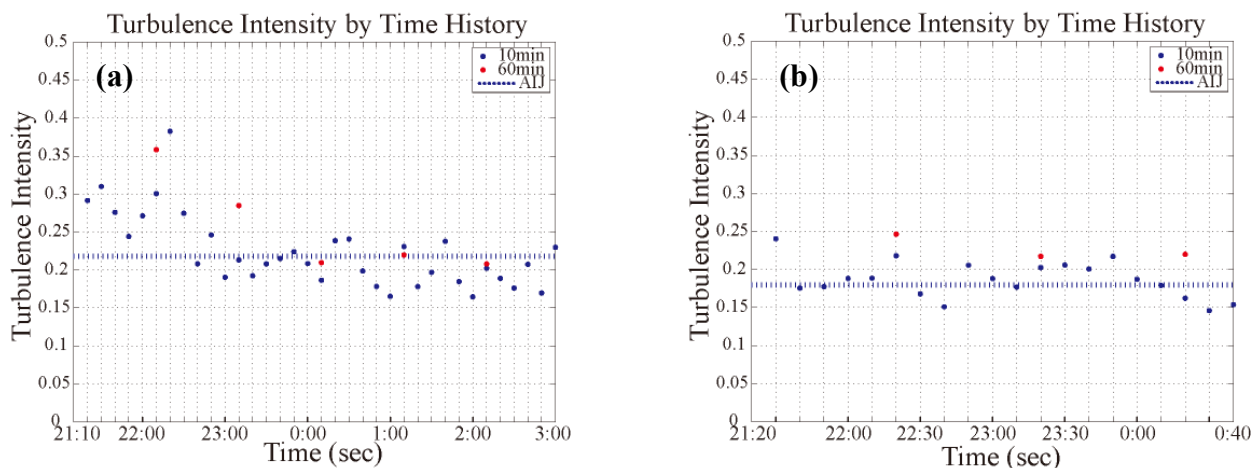 Turbulence Intensity by Time History
0.5
0.45
0.4
0.35
0.3
0.25
0.2
0.15
0.1
0.05
0
Turbulence Intensity
(a)
10min
60min
AIJ
21:10 22:00 23:00 0:00 1:00 2:00 3:00
Time (sec)
Turbulence Intensity by Time History
0.5
0.45
0.4
0.35
0.3
0.25
0.2
0.15
0.1
0.05
0
Turbulence Intensity
(b)
10min
60min
AIJ
21:20 22:00 22:30 23:00 23:30 0:00 0:40
Time (sec)